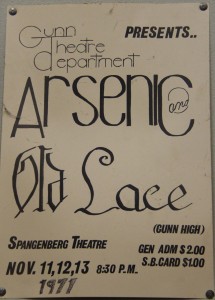 Gunn
Theatre
department
PRESENTS..
Arsenic and
Old Lace
(GUNN HIGH)
SPANGENBERG THEATRE
GEN ADM $2.00
S.B.CARD $1.00
NOV. 11,12,13 8:30 P.M.
1977